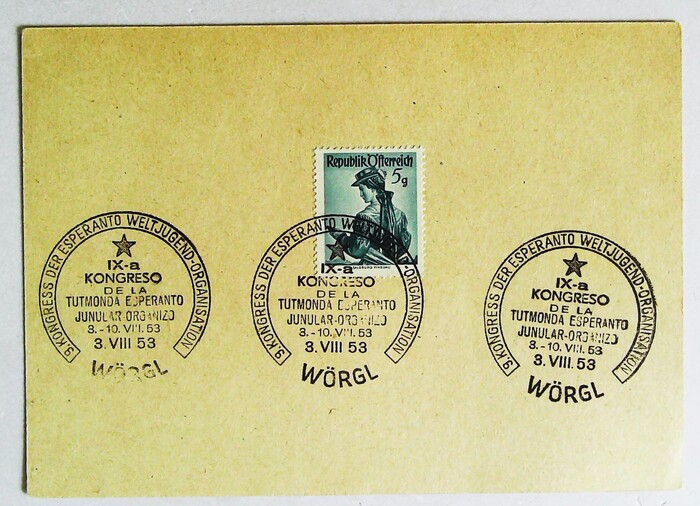 Republik Österreich
5g
SALZBURG, PINZGAU
9. KONGRESS DER ESPERANTO WELTJUGEND-ORGANISATION
IX-a
KONGRESO
DE LA
TUTMONDA ESPERANTO
JUNULAR-ORGANIZO
3.-10. VIII. 53
3. VIII 53
WÖRGL
9. KONGRESS DER ESPERANTO WELTJUGEND-ORGANISATION
IX-a
KONGRESO
DE LA
TUTMONDA ESPERANTO
JUNULAR-ORGANIZO
3.-10. VIII. 53
3. VIII 53
WÖRGL
9. KONGRESS DER ESPERANTO WELTJUGEND-ORGANISATION
IX-a
KONGRESO
DE LA
TUTMONDA ESPERANTO
JUNULAR-ORGANIZO
3.-10. VIII. 53
3. VIII. 53
WÖRGL